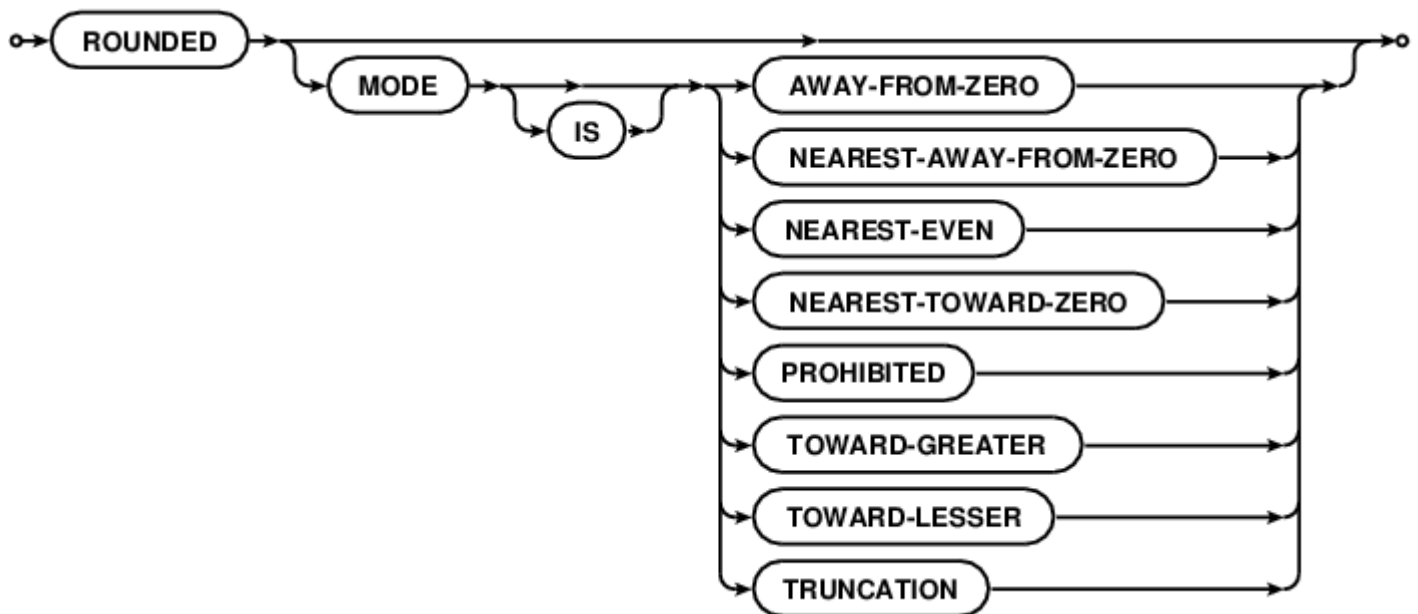 ROUNDED
MODE
IS
AWAY-FROM-ZERO
NEAREST-AWAY-FROM-ZERO
NEAREST-EVEN
NEAREST-TOWARD-ZERO
PROHIBITED
TOWARD-GREATER
TOWARD-LESSER
TRUNCATION